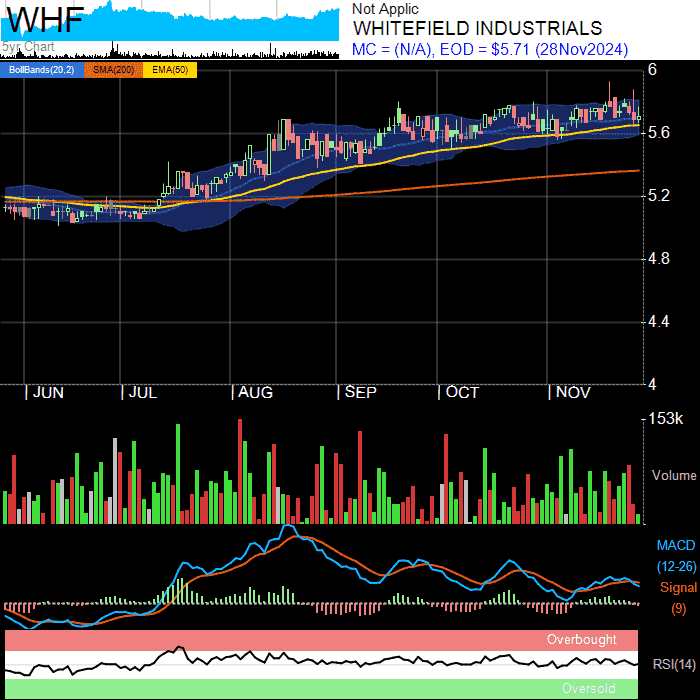 WHF
5yr Chart
Not Applic
WHITEFIELD INDUSTRIALS
MC = (N/A), EOD = $5.71 (28Nov2024)
BollBands(20,2) SMA(200) EMA(50)
6
5.6
5.2
4.8
4.4
4
JUN JUL AUG SEP OCT NOV
153k
Volume
MACD
(12-26)
Signal
(9)
Overbought
RSI(14)
Oversold